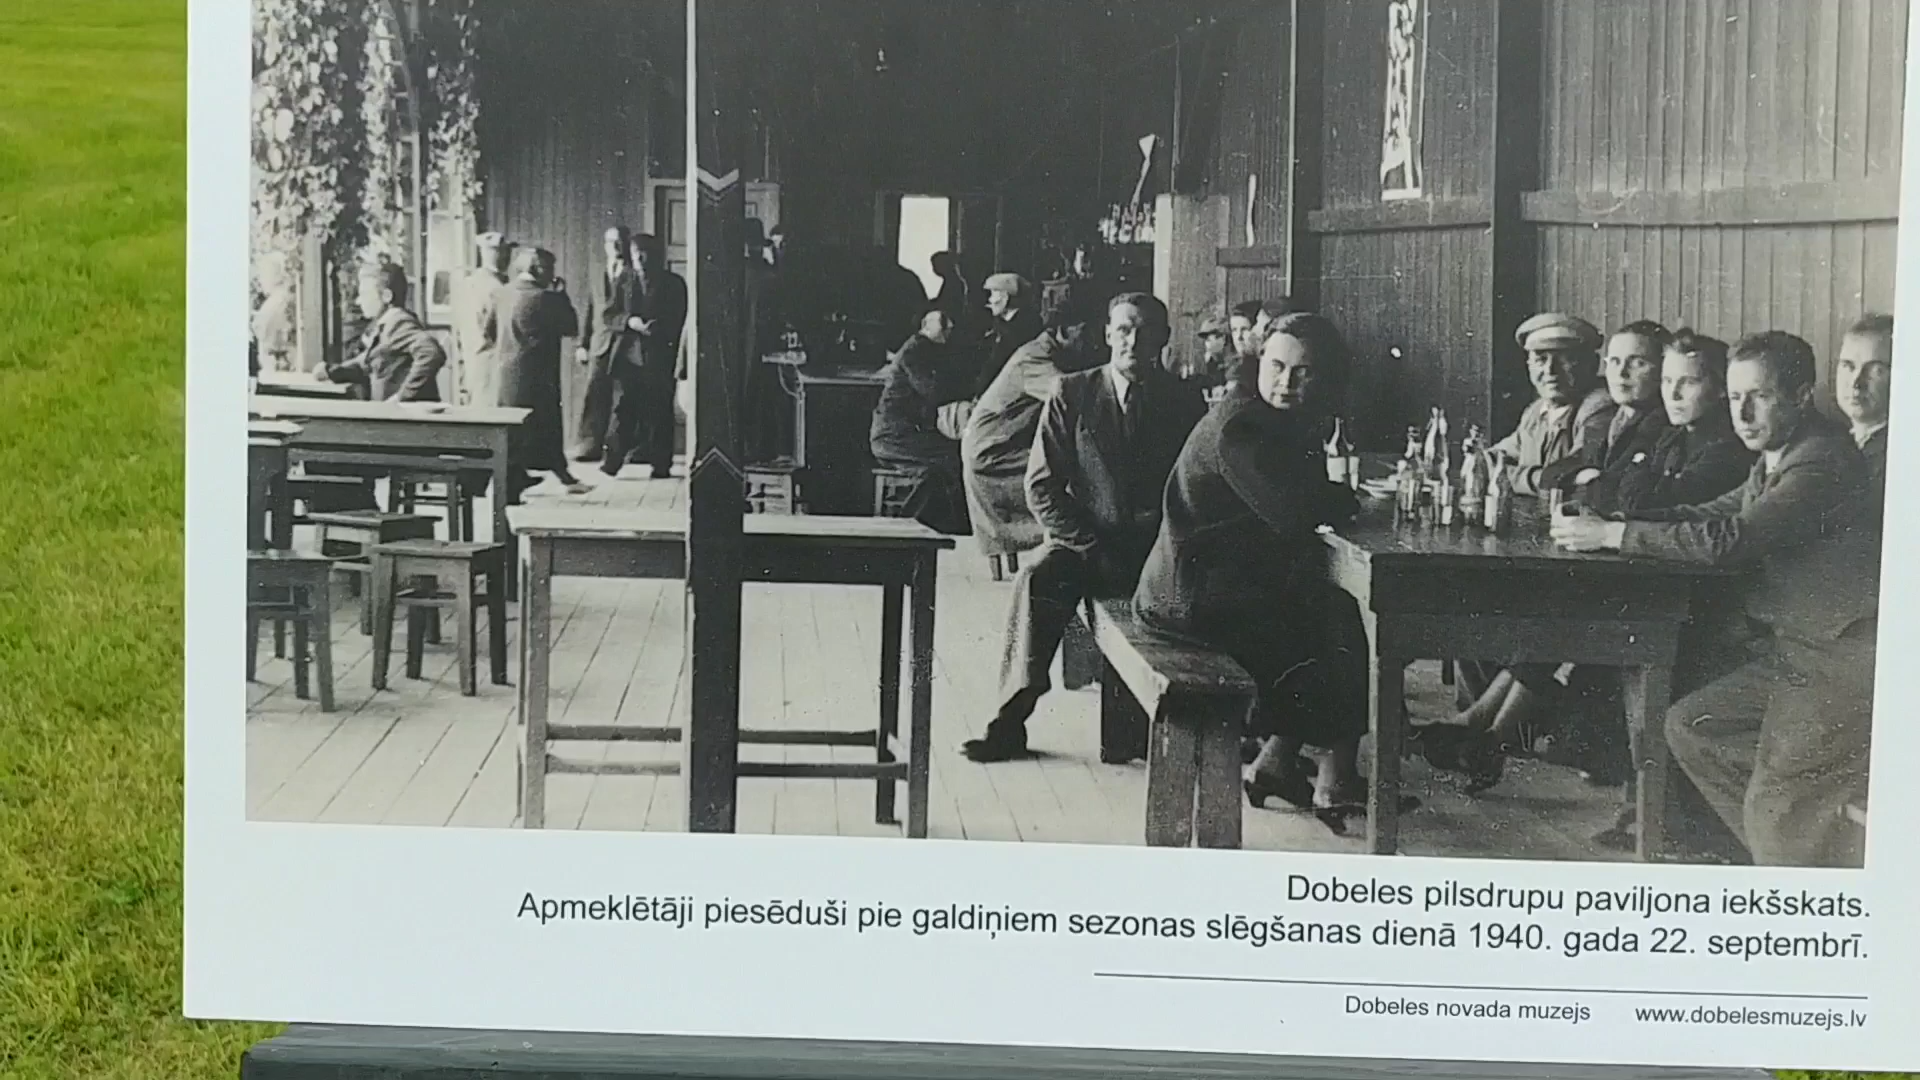 Dobeles pilsdrupu paviljona iekšskats.
Apmeklētāji piesēduši pie galdiņiem sezonas slēgšanas dienā 1940. gada 22. septembrī.
Dobeles novada muzejs www.dobelesmuzejs.lv